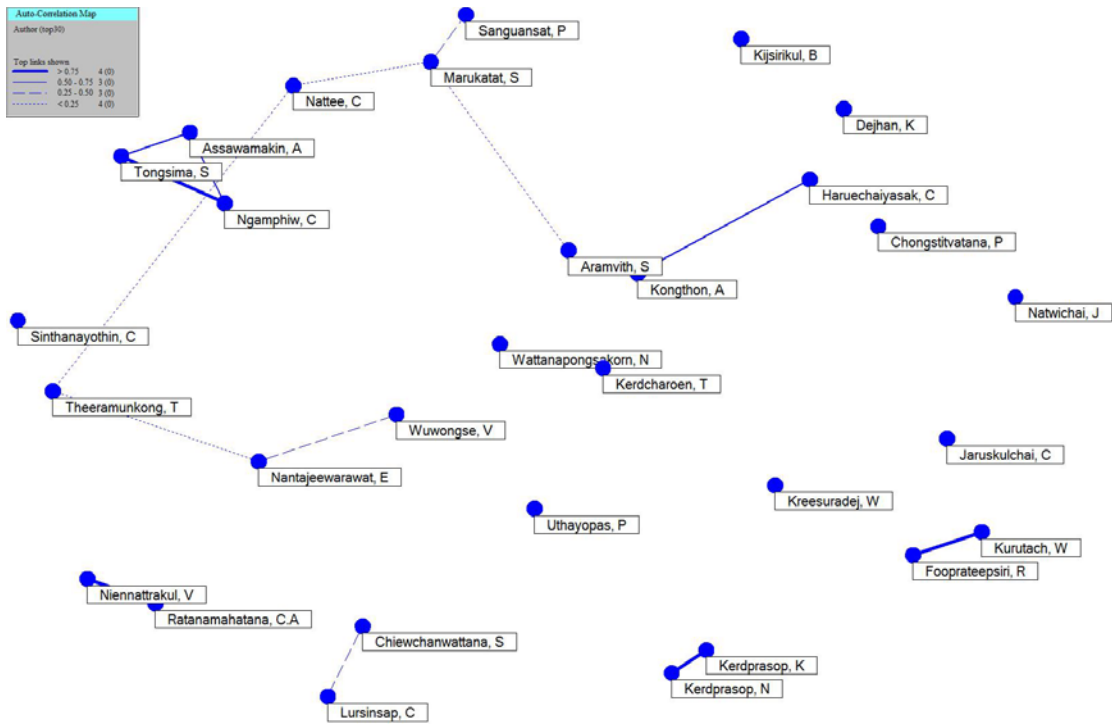 Auto-Correlation Map
Author (top30)
Top links shown
> 0.75 4 (0)
0.50 - 0.75 3 (0)
0.25 - 0.50 3 (0)
< 0.25 4 (0)
Sanguansat, P
Kijsirikul, B
Marukatat, S
Nattee, C
Dejhan, K
Assawamakin, A
Tongsima, S
Haruechaiyasak, C
Ngamphiw, C
Chongstitvatana, P
Aramvith, S
Kongthon, A
Natwichai, J
Sinthanayothin, C
Wattanapongsakorn, N
Kerdcharoen, T
Theeramunkong, T
Wuwongse, V
Jaruskulchai, C
Nantajeewarawat, E
Kreesuradej, W
Uthayopas, P
Kurutach, W
Fooprateepsiri, R
Niennattrakul, V
Ratanamahatana, C.A
Chiewchanwattana, S
Kerdprasop, K
Kerdprasop, N
Lursinsap, C